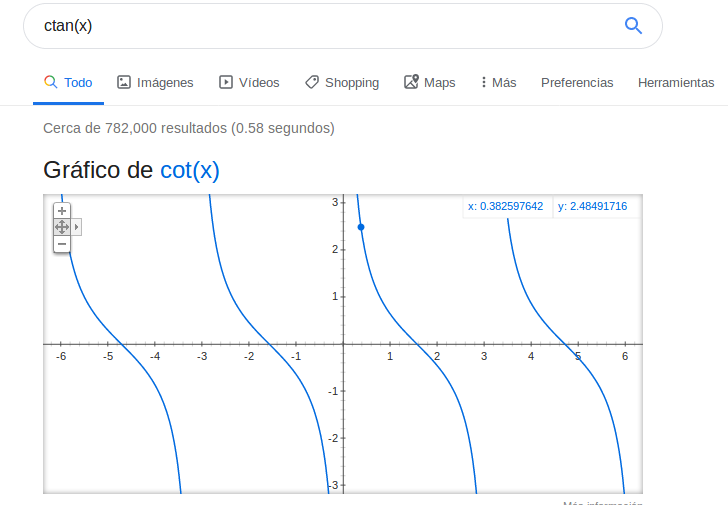 ctan(x)
Todo Imágenes Vídeos Shopping Maps Más Preferencias Herramientas
Cerca de 782,000 resultados (0.58 segundos)
Gráfico de cot(x)
x: 0.382597642 y: 2.48491716
3
2
1
-6 -5 -4 -3 -2 -1 1 2 3 4 5 6
-1
-2
-3
Más información